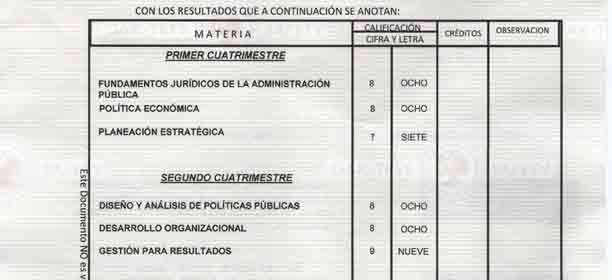 CON LOS RESULTADOS QUE A CONTINUACIÓN SE ANOTAN:
MATERIA CALIFICACIÓN CRÉDITOS OBSERVACION
CIFRA Y LETRA
PRIMER CUATRIMESTRE
FUNDAMENTOS JURÍDICOS DE LA ADMINISTRACIÓN 8 OCHO
PÚBLICA
POLÍTICA ECONÓMICA 8 OCHO
PLANEACIÓN ESTRATÉGICA 7 SIETE
SEGUNDO CUATRIMESTRE
DISEÑO Y ANÁLISIS DE POLÍTICAS PÚBLICAS 8 OCHO
DESARROLLO ORGANIZACIONAL 8 OCHO
GESTIÓN PARA RESULTADOS 9 NUEVE
Este Documento NO es v